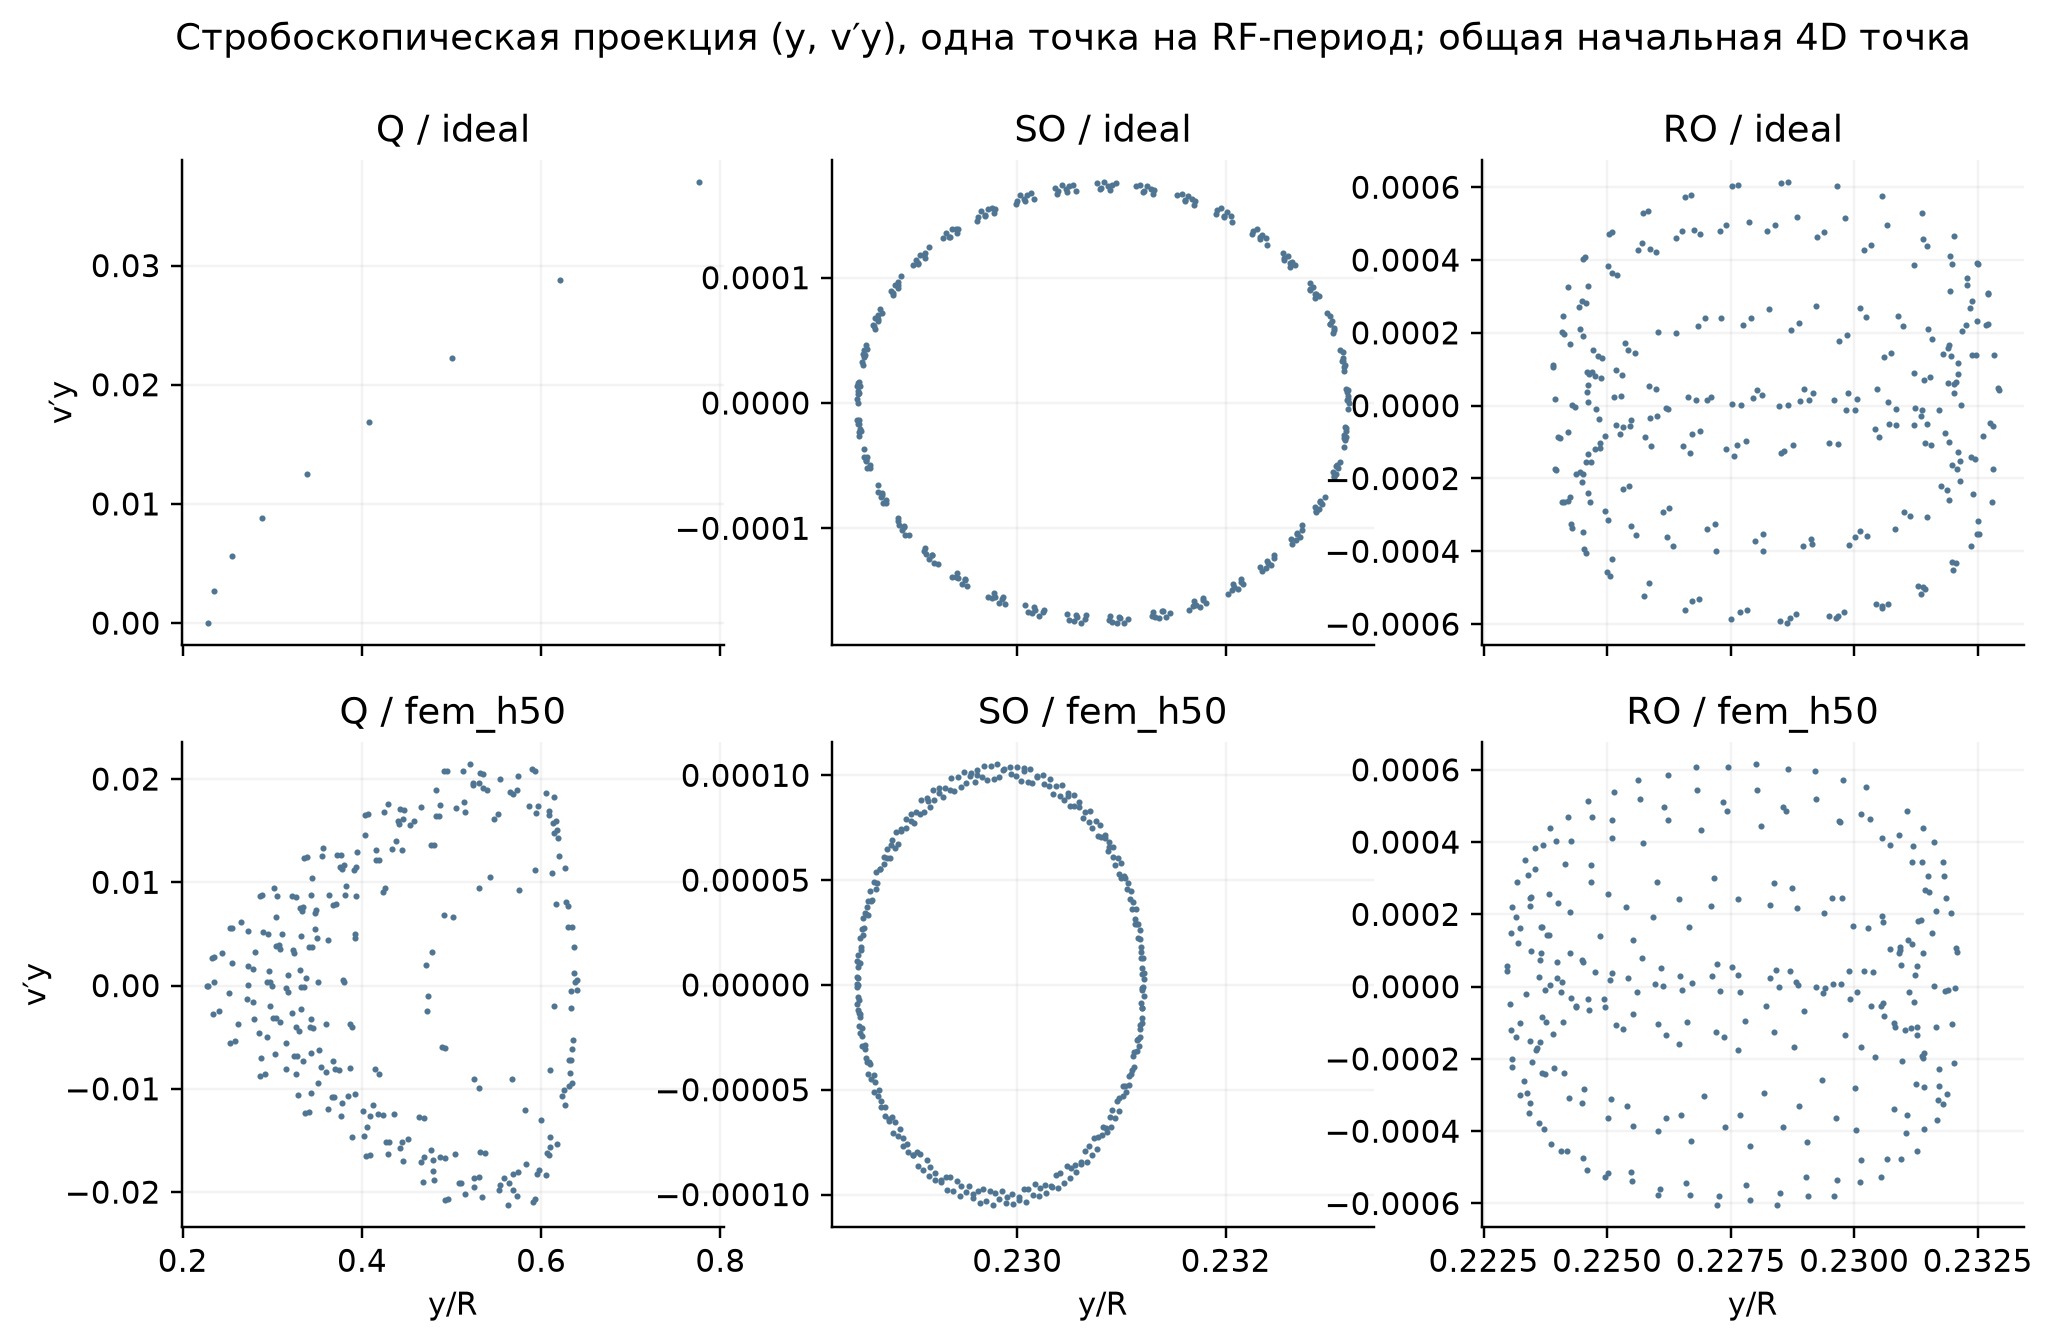 Стробоскопическая проекция (y, v′y), одна точка на RF-период; общая начальная 4D точка
Q / ideal
SO / ideal
RO / ideal
v′y
0.03
0.02
0.01
0.00
0.0001
0.0000
−0.0001
0.0006
0.0004
0.0002
0.0000
−0.0002
−0.0004
−0.0006
Q / fem_h50
SO / fem_h50
RO / fem_h50
v′y
0.02
0.01
0.00
−0.01
−0.02
0.00010
0.00005
0.00000
−0.00005
−0.00010
0.0006
0.0004
0.0002
0.0000
−0.0002
−0.0004
−0.0006
0.2 0.4 0.6 0.8
0.230 0.232
0.2225 0.2250 0.2275 0.2300 0.2325
y/R
y/R
y/R